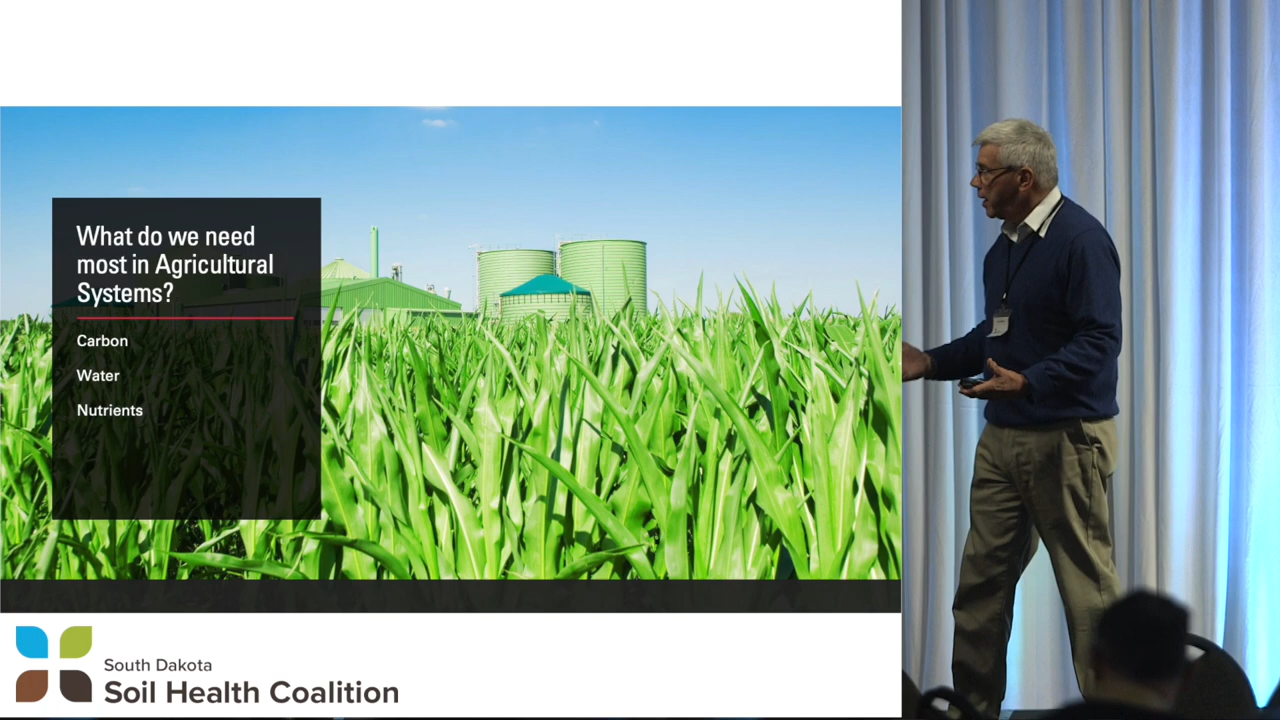 What do we need
most in Agricultural
Systems?
Carbon
Water
Nutrients
South Dakota
Soil Health Coalition